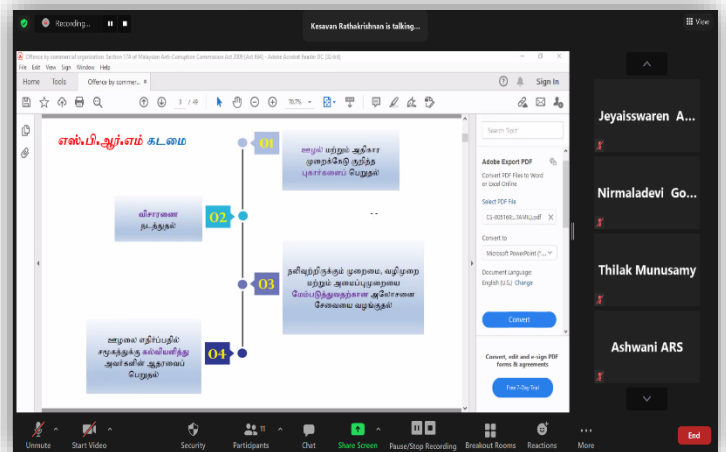 Recording...
Kesavan Rathakrishnan is talking...
View
Offence by commercial organization Section 17A of Malaysian Anti-Corruption Commission Act 2009 [Act 694] - Adobe Acrobat Reader DC (32-bit)
File Edit View Sign Window Help
Home Tools Offence by commer... ×
Sign In
3 / 48
70.7%
எஸ்.பி.ஆர்.எம் கடமை
01
ஊழல் மற்றும் அதிகார
முறைக்கேடு குறித்த
புகார்களைப் பெறுதல்
விசாரணை
நடத்துதல்
02
03
நலிவுற்றிருக்கும் முறைமை, வழிமுறை
மற்றும் அமைப்புமுறையை
மேம்படுத்துவதற்கான அலோசனை
சேவையை வழங்குதல்
ஊழலை எதிர்ப்பதில்
சமூகத்துக்கு கல்வியளித்து
அவர்களின் ஆதரவைப்
பெறுதல்
04
Search 'Split'
Adobe Export PDF
Convert PDF Files to Word
or Excel Online
Select PDF File
Convert to
Microsoft PowerPoint (*...
Document Language:
English (U.S.) Change
Convert
Convert, edit and e-sign PDF
forms & agreements
Free 7-Day Trial
Jeyaisswaren A...
Nirmaladevi Go...
Thilak Munusamy
Ashwani ARS
Unmute
Start Video
Security
Participants
11
Chat
Share Screen
Pause/Stop Recording
Breakout Rooms
Reactions
More
End